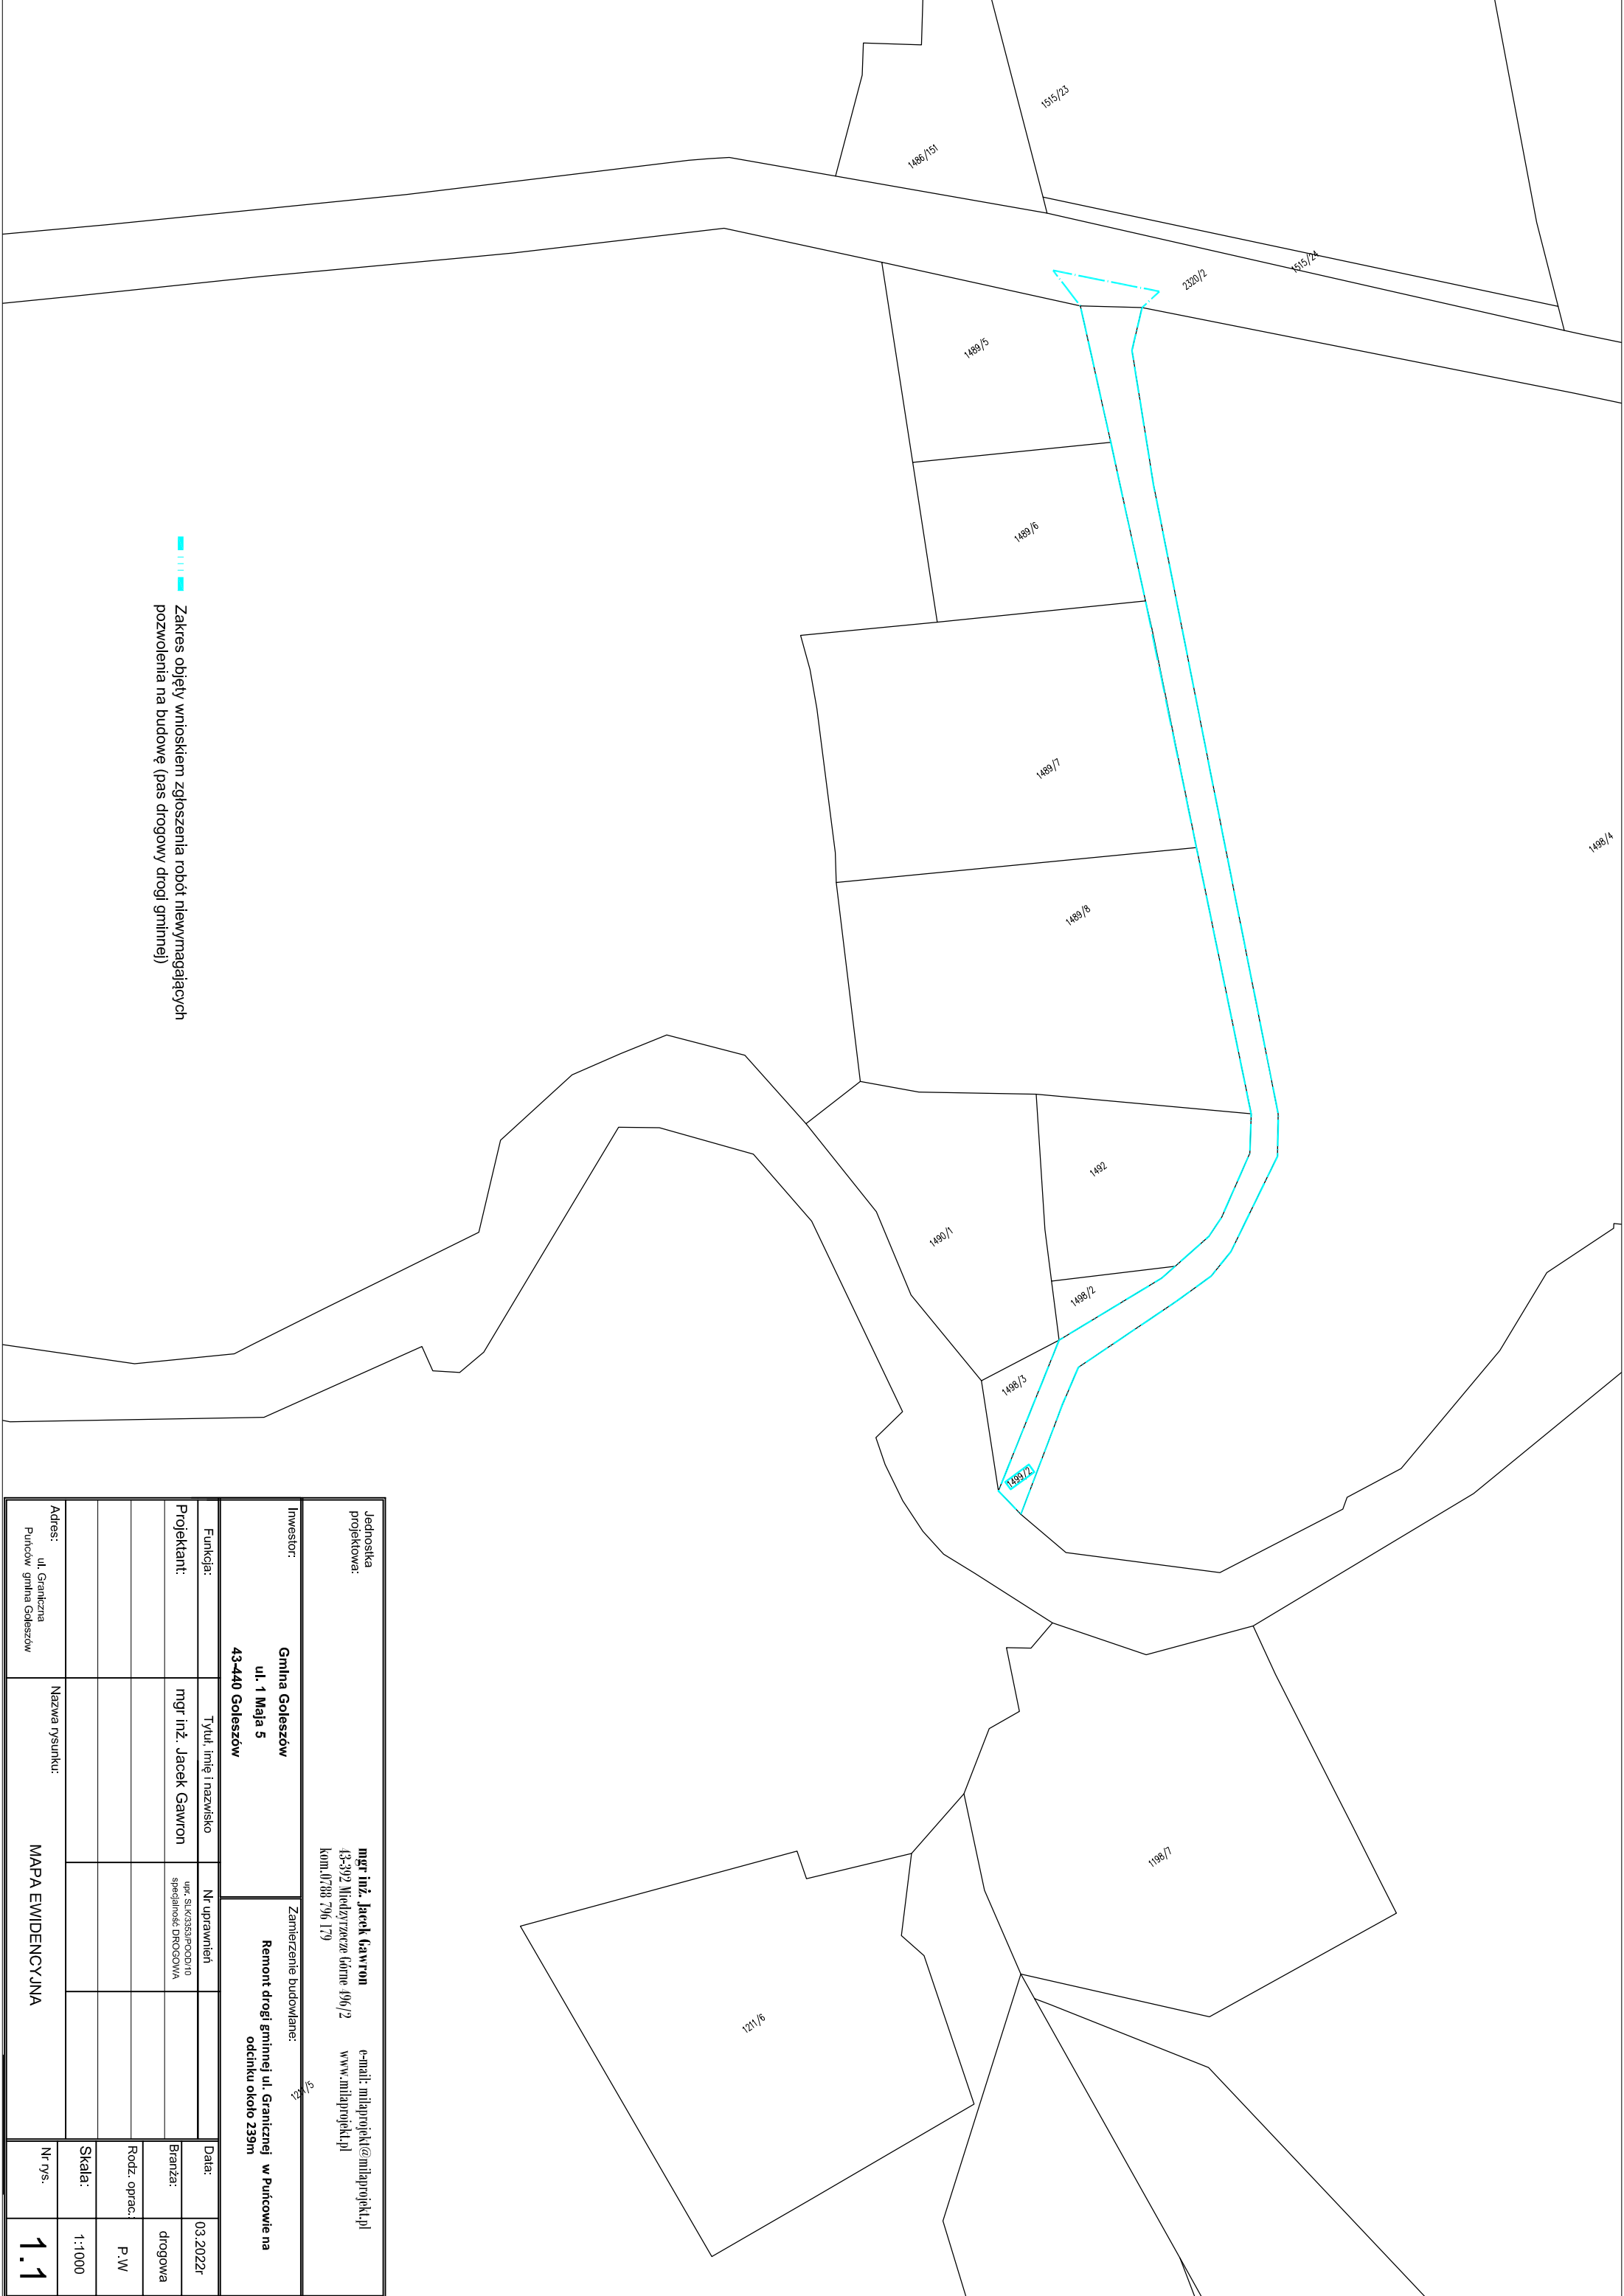 1515/23
1486/151
1515/24
2320/2
1489/5
1489/6
1489/7
1498/4
1489/8
1492
1490/1
1498/2
1498/3
1499/2
1198/7
1211/6
1211/5
Zakres objęty wnioskiem zgłoszenia robót niewymagających
pozwolenia na budowę (pas drogowy drogi gminnej)
Jednostka
projektowa:
mgr inż. Jacek Gawron
43-392 Międzyrzecze Górne 496/2
kom.0788 796 179
e-mail: milaprojekt@milaprojekt.pl
www.milaprojekt.pl
Inwestor:
Gmina Goleszów
ul. 1 Maja 5
43-440 Goleszów
Zamierzenie budowlane:
Remont drogi gminnej ul. Granicznej w Puńcowie na
odcinku około 239m
Funkcja:
Tytuł, imię i nazwisko
Nr uprawnień
Data:
03.2022r
Projektant:
mgr inż. Jacek Gawron
upr. SLK/3353/POOD/10
specjalność DROGOWA
Branża:
drogowa
Rodz. oprac.:
P.W
Skala:
1:1000
Adres:
ul. Graniczna
Puńców gmina Goleszów
Nazwa rysunku:
MAPA EWIDENCYJNA
Nr rys.
1.1